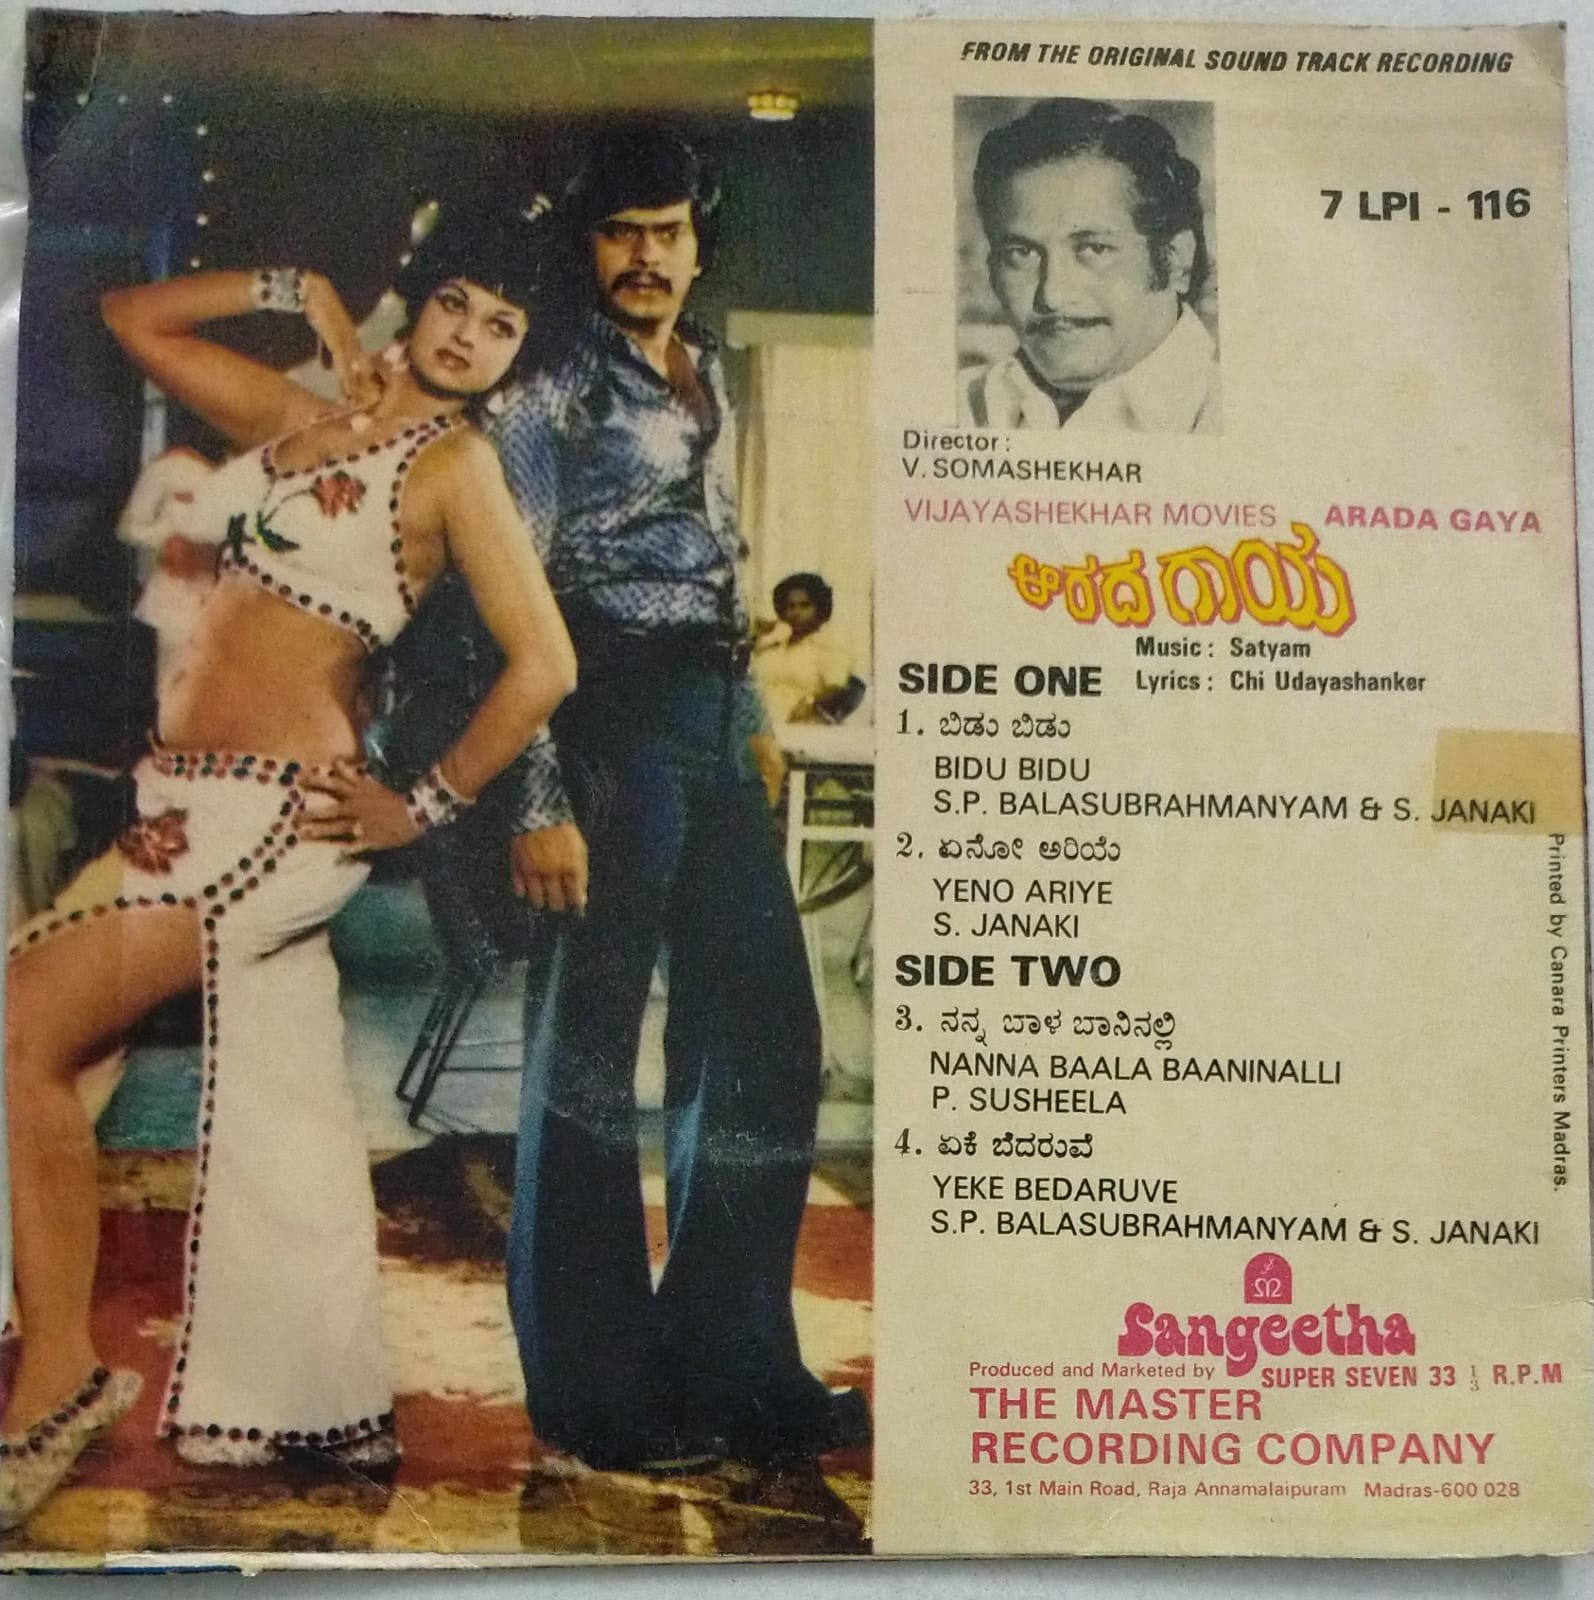 FROM THE ORIGINAL SOUND TRACK RECORDING
7 LPI - 116
Director :
V. SOMASHEKHAR
VIJAYASHEKHAR MOVIES ARADA GAYA
ಆರದ ಗಾಯ
Music : Satyam
SIDE ONE Lyrics : Chi Udayashanker
1. ಬಿಡು ಬಿಡು
BIDU BIDU
S.P. BALASUBRAHMANYAM & S. JANAKI
2. ಏನೋ ಅರಿಯೆ
YENO ARIYE
S. JANAKI
SIDE TWO
3. ನನ್ನ ಬಾಳ ಬಾನಿನಲ್ಲಿ
NANNA BAALA BAANINALLI
P. SUSHEELA
4. ಏಕೆ ಬೆದರುವೆ
YEKE BEDARUVE
S.P. BALASUBRAHMANYAM & S. JANAKI
Sangeetha
Produced and Marketed by SUPER SEVEN 33 1/3 R.P.M
THE MASTER
RECORDING COMPANY
33, 1st Main Road, Raja Annamalaipuram Madras-600 028
Printed by Canara Printers Madras.